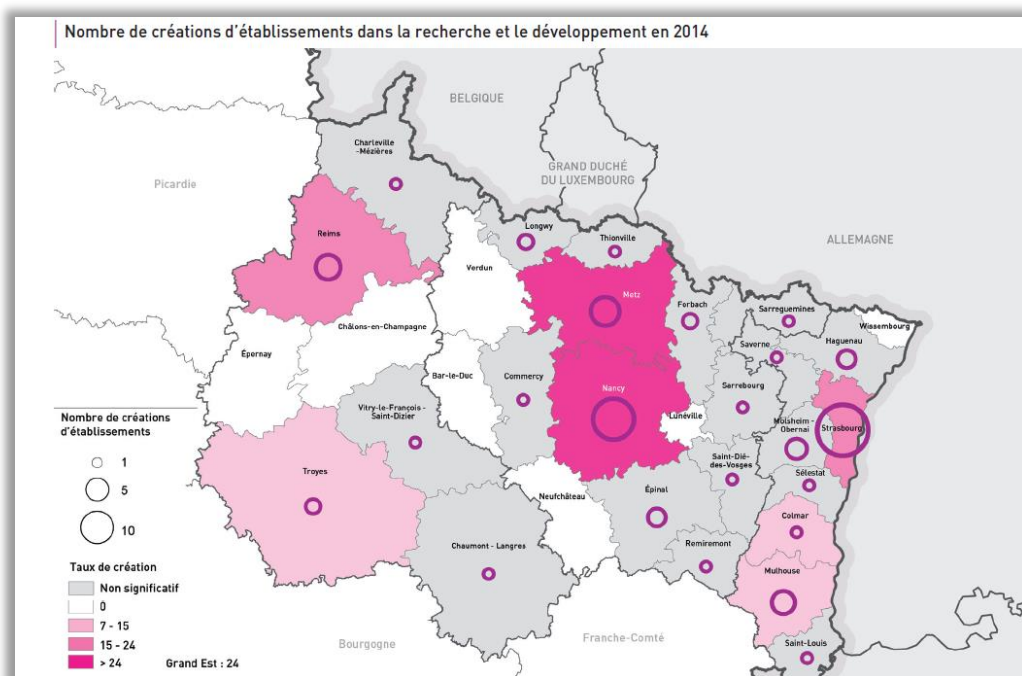 Nombre de créations d'établissements dans la recherche et le développement en 2014
BELGIQUE
Charleville
-Mézières
GRAND DUCHÉ
DU LUXEMBOURG
Picardie
Reims
Longwy
Thionville
ALLEMAGNE
Verdun
Metz
Forbach
Sarreguemines
Wissembourg
Châlons-en-Champagne
Saverne
Haguenau
Épernay
Bar-le-Duc
Commercy
Nancy
Sarrebourg
Vitry-le-François -
Saint-Dizier
Lunéville
Molsheim -
Obernai
Strasbourg
Nombre de créations
d'établissements
1
5
10
Troyes
Saint-Dié-
des-Vosges
Sélestat
Neufchâteau
Épinal
Colmar
Chaumont - Langres
Remiremont
Mulhouse
Taux de création
Non significatif
0
7 - 15
15 - 24
> 24
Grand Est : 24
Bourgogne
Franche-Comté
Saint-Louis